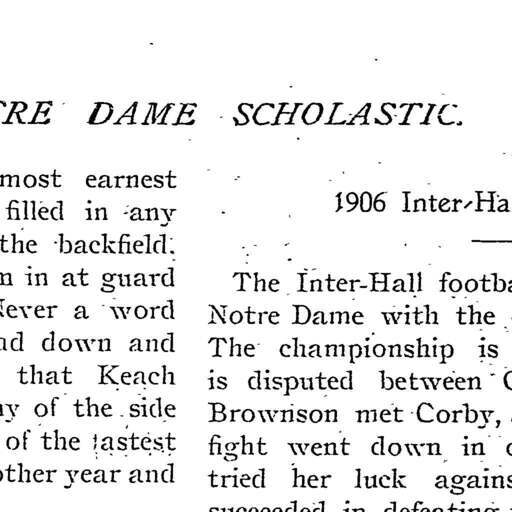 TRE DAME SCHOLASTIC.
most earnest
filled in any
the backfield.
n in at guard
Never a word
nd down and
that Keach
ny of the side
of the fastest
other year and
1906 Inter-Ha
The Inter-Hall footba
Notre Dame with the
The championship is
is disputed between C
Brownson met Corby,
fight went down in
tried her luck agains
succeeded in defeating